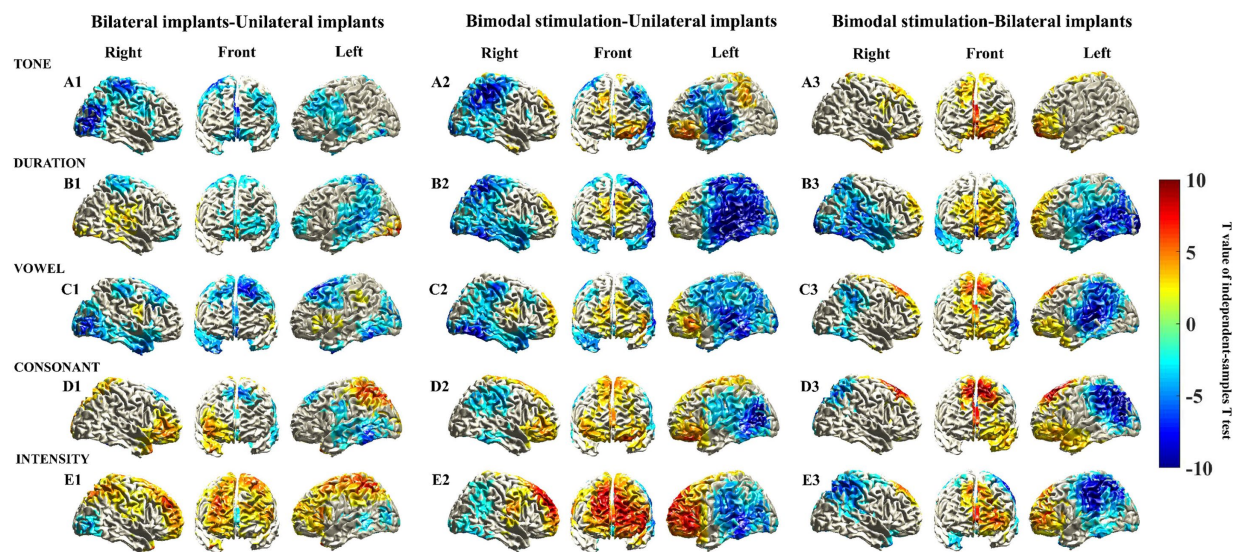 Bilateral implants-Unilateral implants Bimodal stimulation-Unilateral implants Bimodal stimulation-Bilateral implants
Right Front Left Right Front Left Right Front Left
TONE
A1 A2 A3
DURATION
B1 B2 B3
VOWEL
C1 C2 C3
CONSONANT
D1 D2 D3
INTENSITY
E1 E2 E3
10
5
0
-5
-10
T value of independent-samples T test